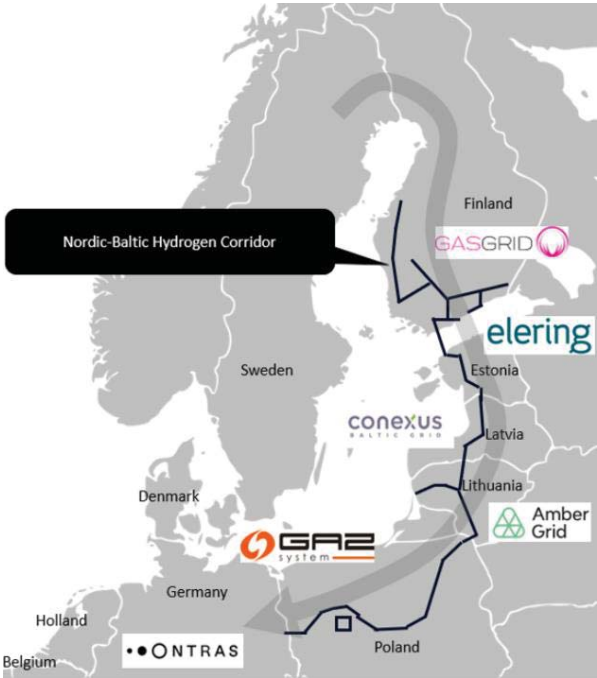 Finland
GASGRID
Nordic-Baltic Hydrogen Corridor
elering
Sweden
Estonia
conexus
BALTIC GRID
Latvia
Lithuania
Denmark
Amber
Grid
GAZ
system
Germany
Holland
ONTRAS
Poland
Belgium